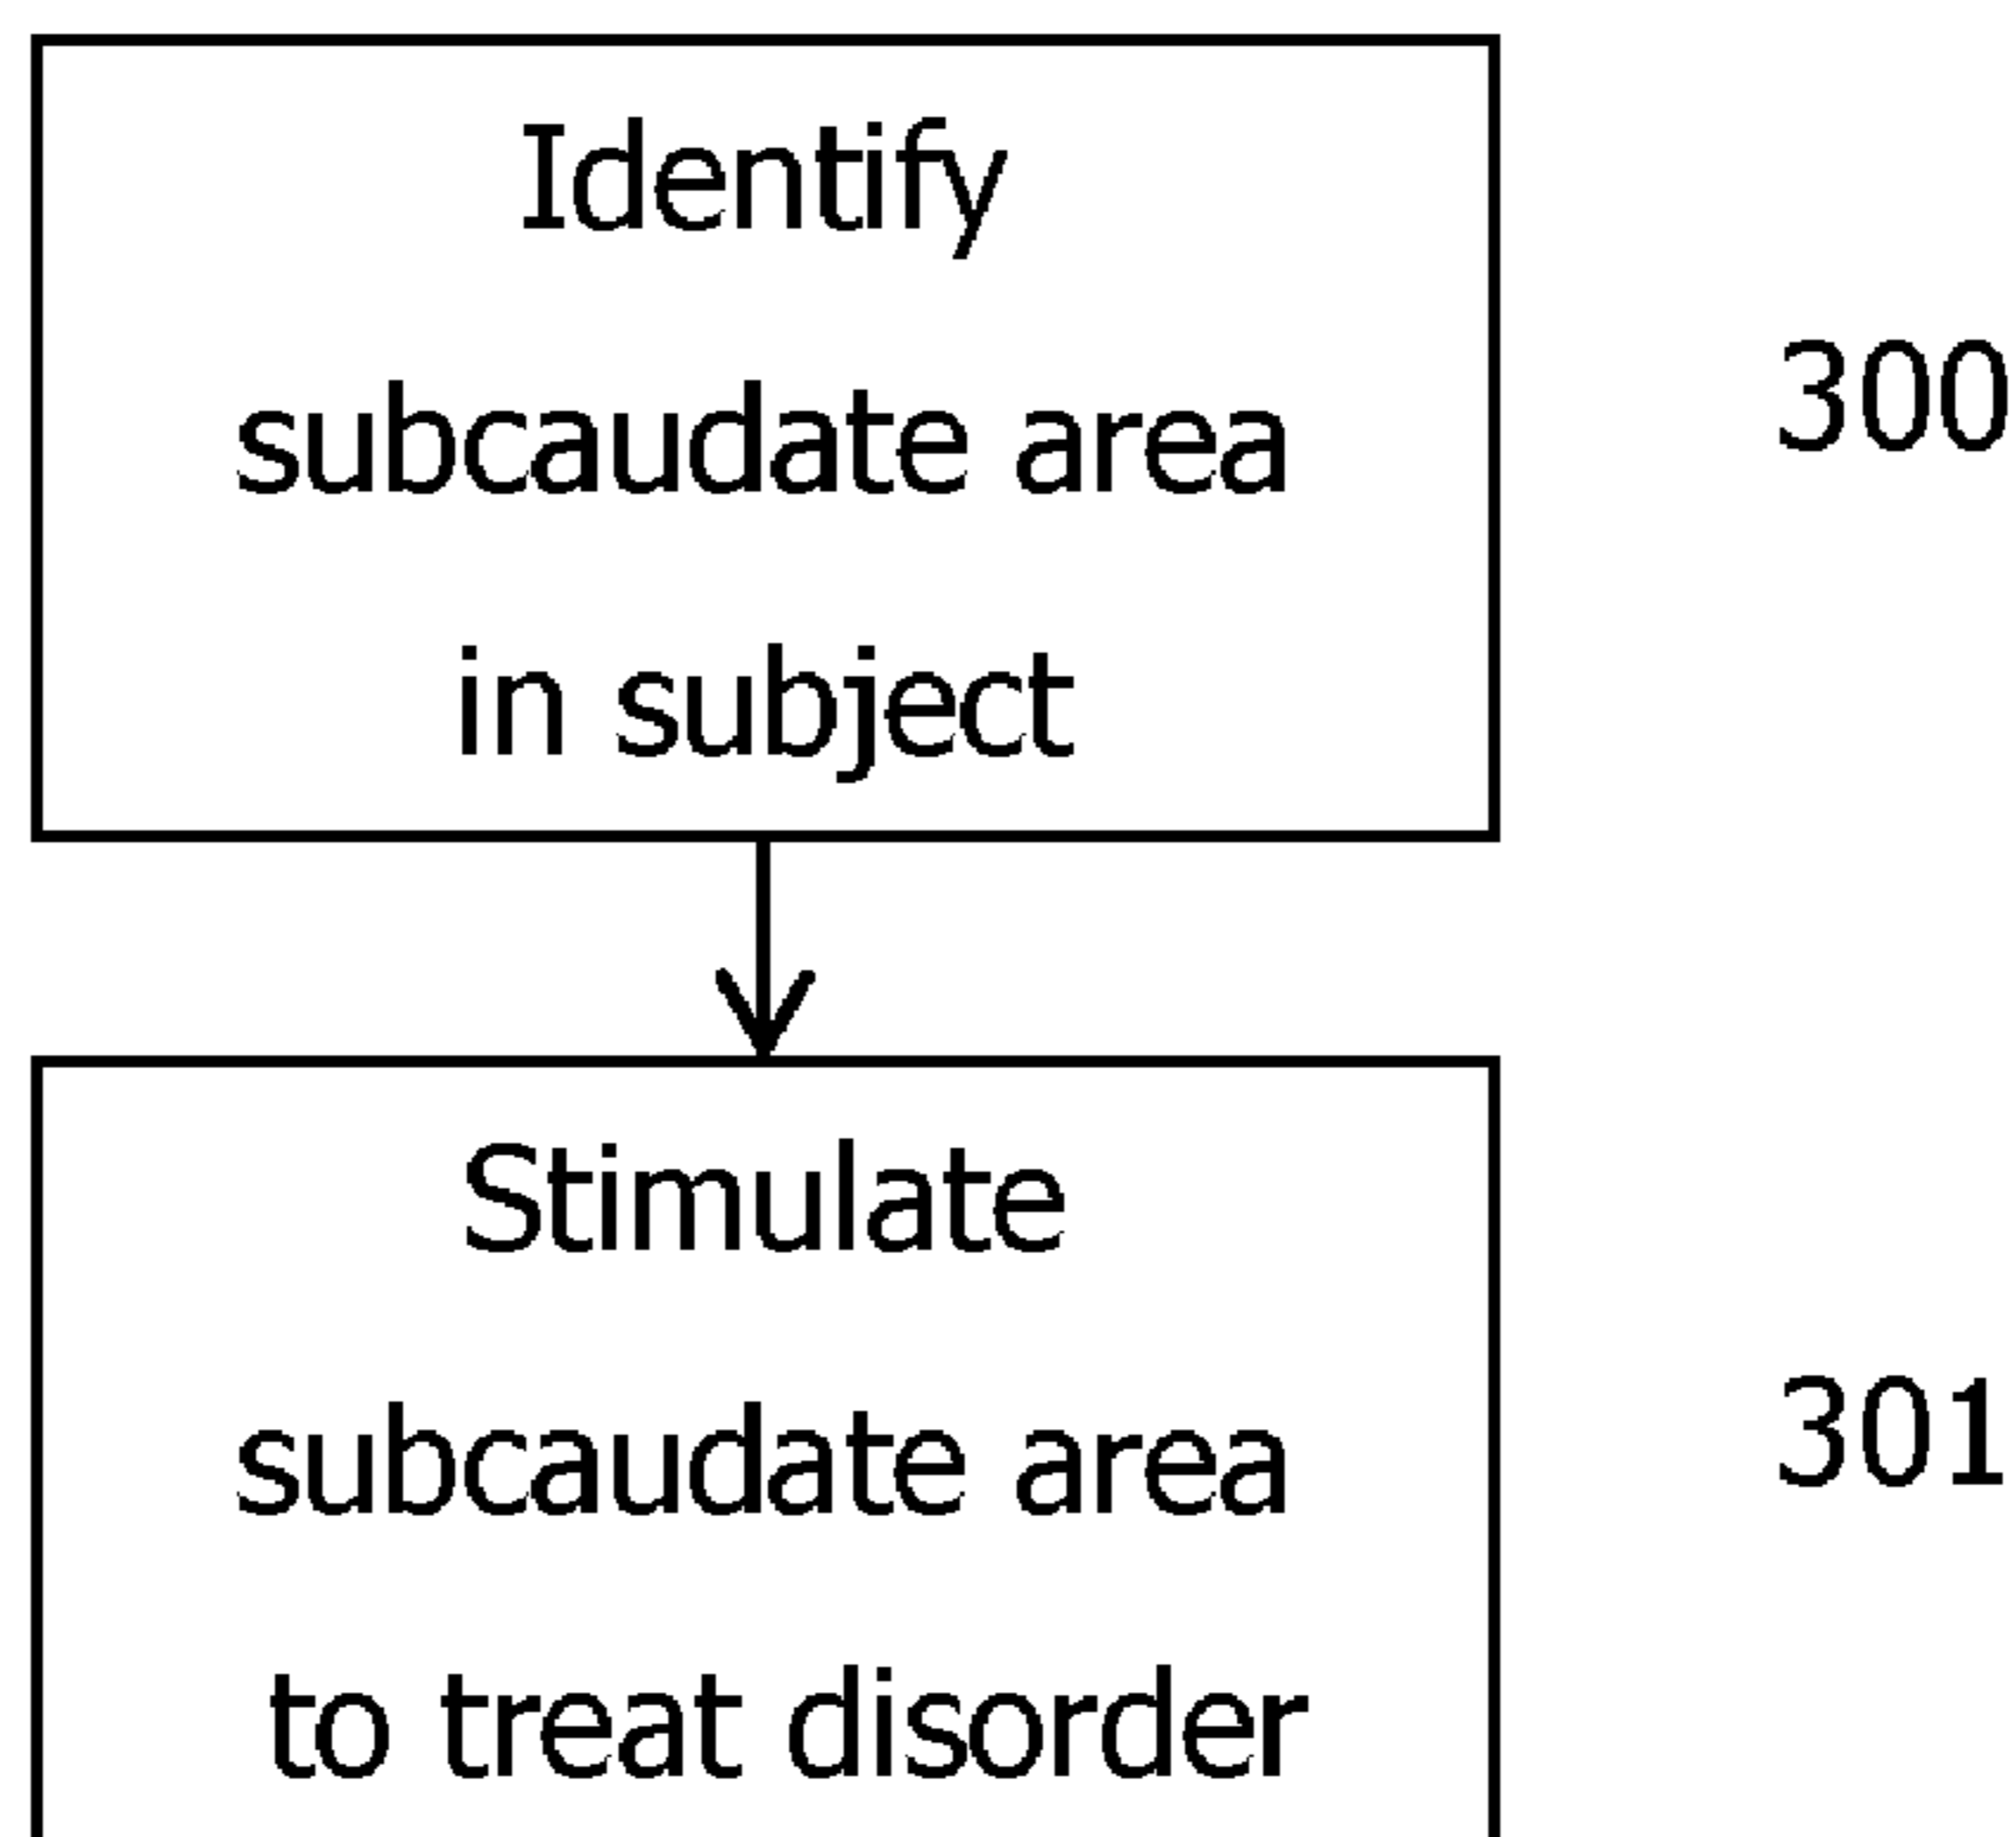 Identify
subcaudate area
in subject
300
Stimulate
subcaudate area
to treat disorder
301